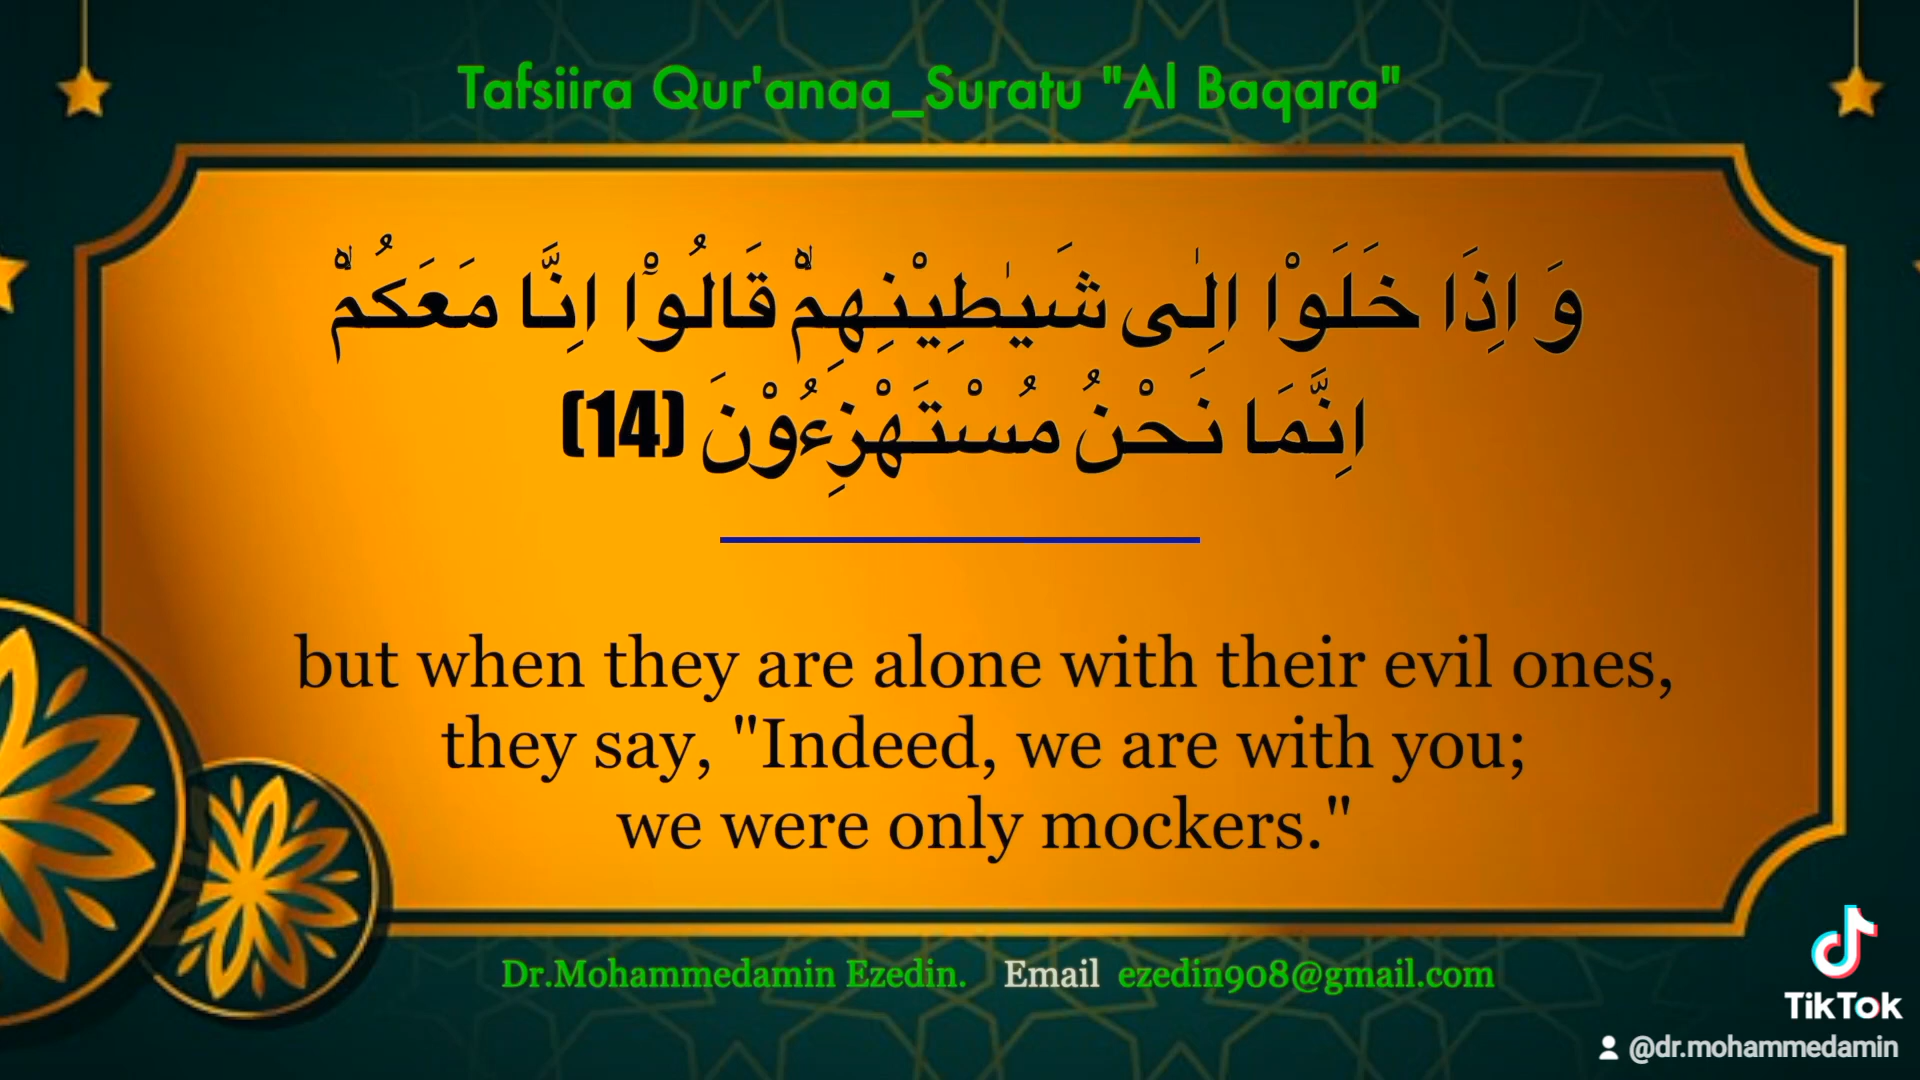 Tafsiira Qur'anaa_Suratu "Al Baqara"
وَ اِذَا خَلَوْا اِلٰى شَیٰطِیْنِهِمْۙ قَالُوْۤا اِنَّا مَعَكُمْۙ
اِنَّمَا نَحْنُ مُسْتَهْزِءُوْنَ (14)
but when they are alone with their evil ones,
they say, "Indeed, we are with you;
we were only mockers."
Dr.Mohammedamin Ezedin. Email ezedin908@gmail.com
TikTok
@dr.mohammedamin